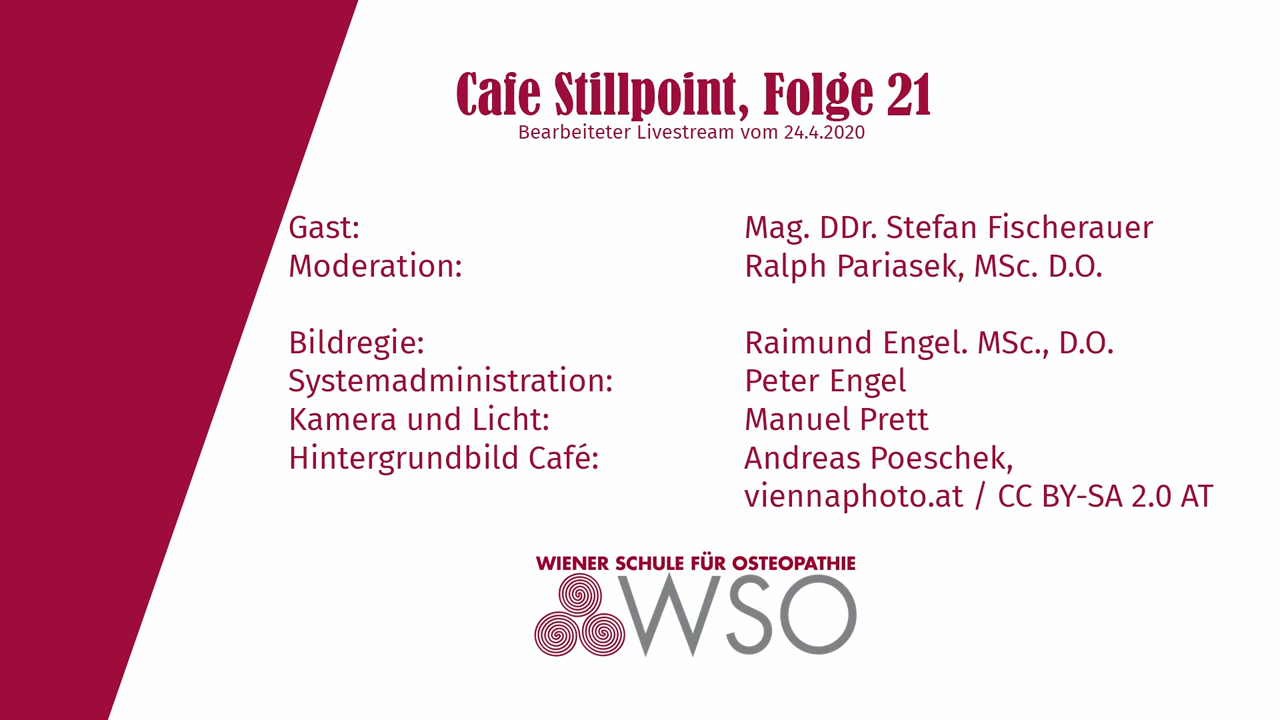 Cafe Stillpoint, Folge 21
Bearbeiteter Livestream vom 24.4.2020
Gast: Mag. DDr. Stefan Fischerauer
Moderation: Ralph Pariasek, MSc. D.O.
Bildregie: Raimund Engel. MSc., D.O.
Systemadministration: Peter Engel
Kamera und Licht: Manuel Prett
Hintergrundbild Café: Andreas Poeschek,
viennaphoto.at / CC BY-SA 2.0 AT
WIENER SCHULE FÜR OSTEOPATHIE
WSO